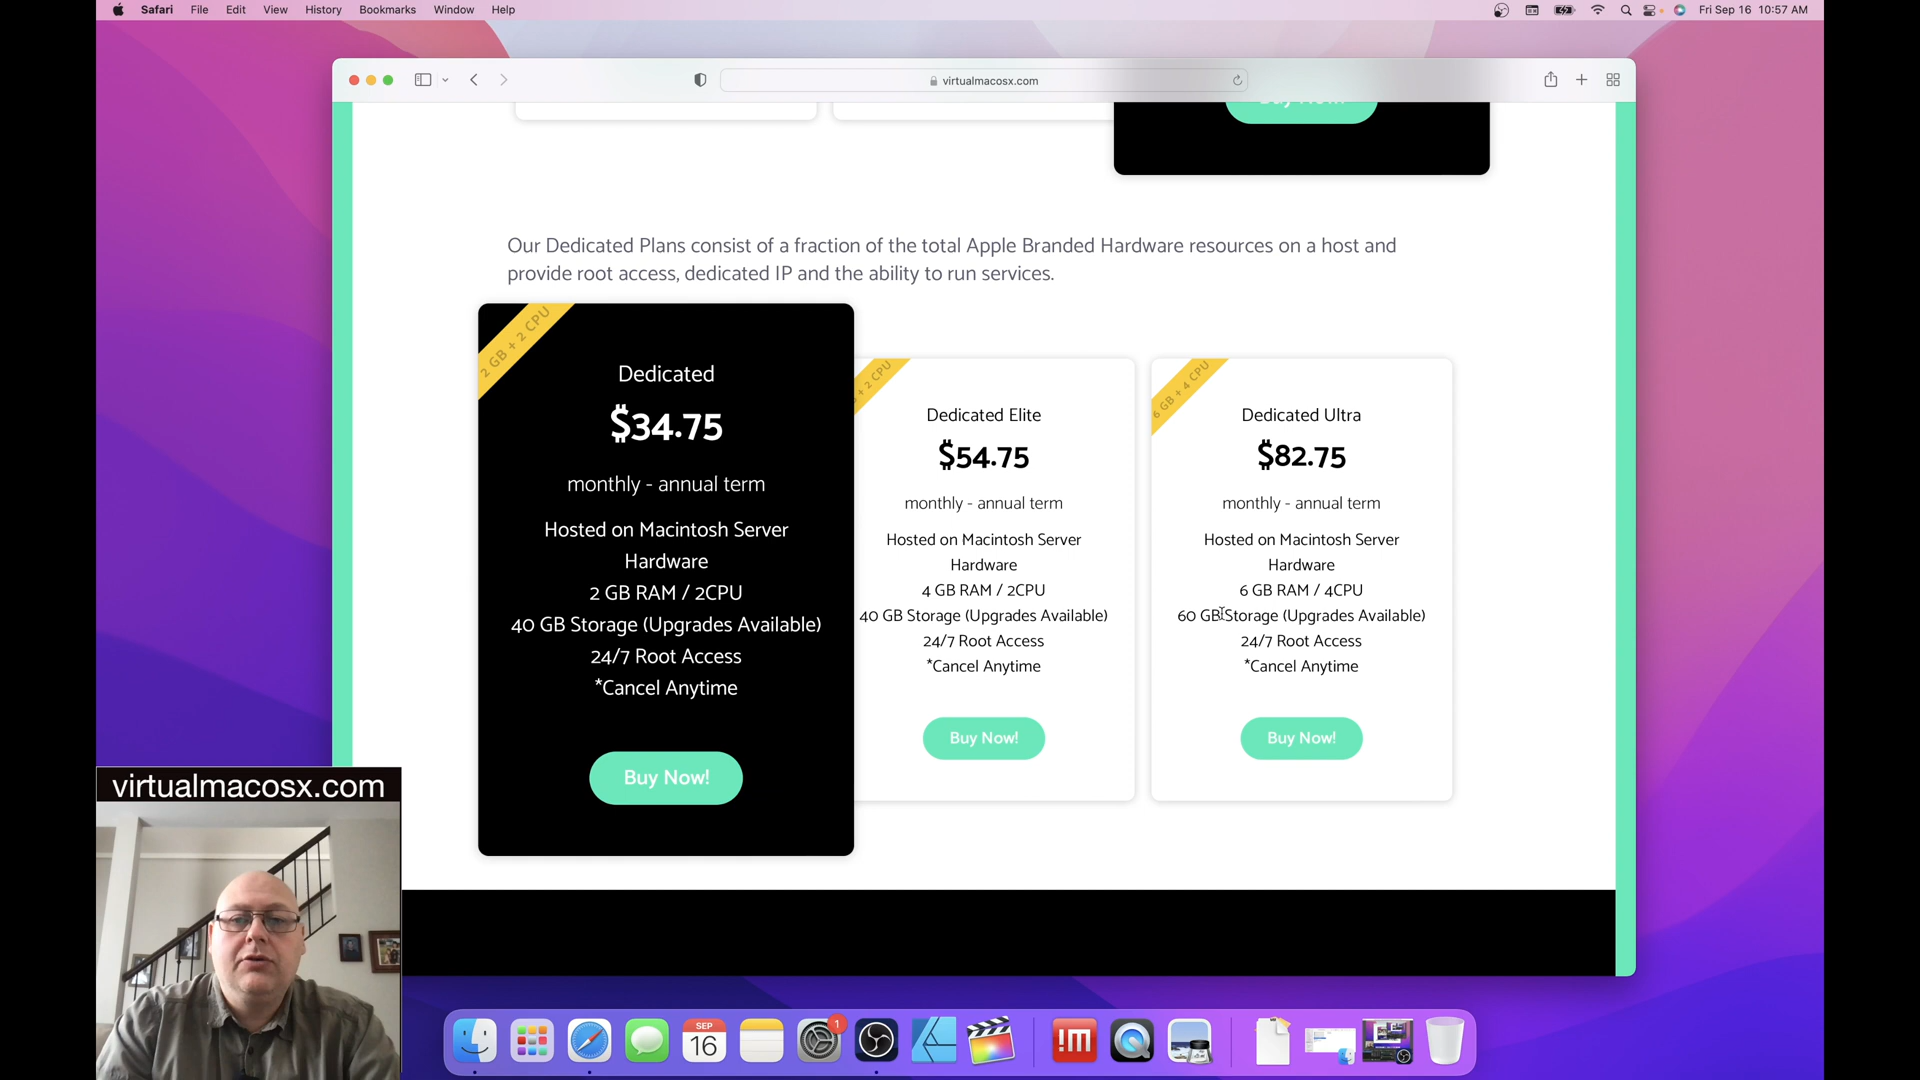 Safari File Edit View History Bookmarks Window Help
Fri Sep 16 10:57 AM
virtualmacosx.com
Buy Now!
Our Dedicated Plans consist of a fraction of the total Apple Branded Hardware resources on a host and
provide root access, dedicated IP and the ability to run services.
2 GB + 2 CPU
Dedicated
$34.75
monthly - annual term
Hosted on Macintosh Server
Hardware
2 GB RAM / 2CPU
40 GB Storage (Upgrades Available)
24/7 Root Access
*Cancel Anytime
Buy Now!
+ 2 CPU
Dedicated Elite
$54.75
monthly - annual term
Hosted on Macintosh Server
Hardware
4 GB RAM / 2CPU
40 GB Storage (Upgrades Available)
24/7 Root Access
*Cancel Anytime
Buy Now!
6 GB + 4 CPU
Dedicated Ultra
$82.75
monthly - annual term
Hosted on Macintosh Server
Hardware
6 GB RAM / 4CPU
60 GB Storage (Upgrades Available)
24/7 Root Access
*Cancel Anytime
Buy Now!
virtualmacosx.com
SEP
16
1
!M